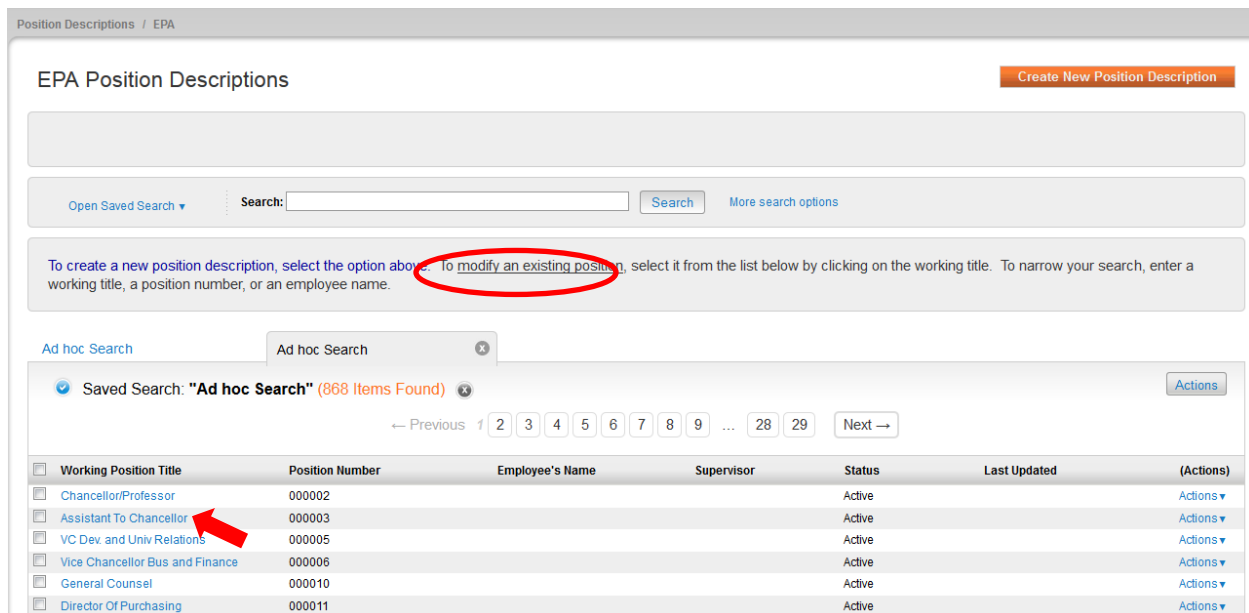 Position Descriptions / EPA
EPA Position Descriptions
Create New Position Description
Open Saved Search ▾ Search: Search More search options
To create a new position description, select the option above. To modify an existing position, select it from the list below by clicking on the working title. To narrow your search, enter a
working title, a position number, or an employee name.
Ad hoc Search Ad hoc Search x
Saved Search: "Ad hoc Search" (868 Items Found) x Actions
← Previous 1 2 3 4 5 6 7 8 9 ... 28 29 Next →
Working Position Title Position Number Employee's Name Supervisor Status Last Updated (Actions)
Chancellor/Professor 000002 Active Actions ▾
Assistant To Chancellor 000003 Active Actions ▾
VC Dev. and Univ Relations 000005 Active Actions ▾
Vice Chancellor Bus and Finance 000006 Active Actions ▾
General Counsel 000010 Active Actions ▾
Director Of Purchasing 000011 Active Actions ▾